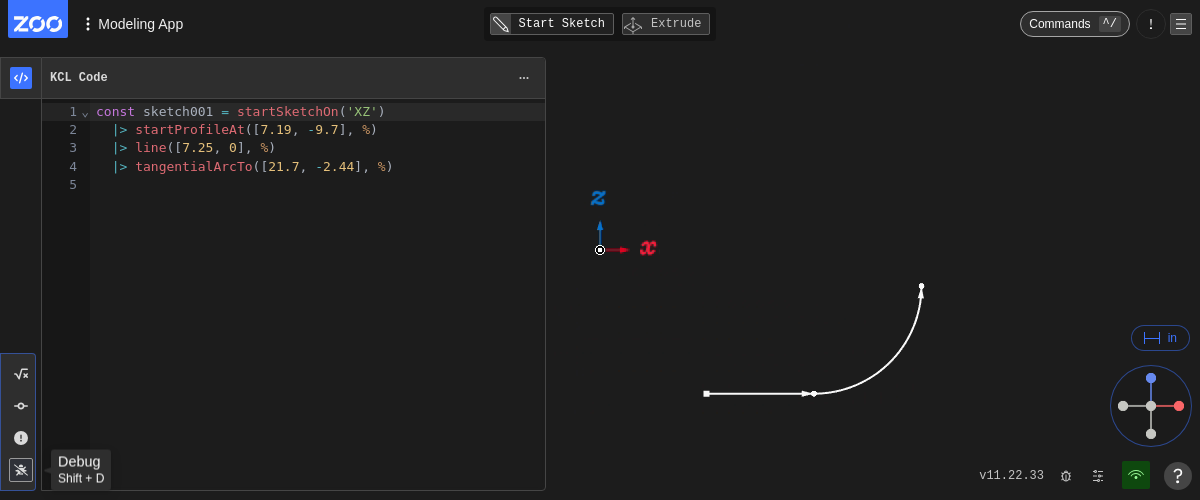 ZOO
Modeling App
Start Sketch
Extrude
Commands ^/
!
KCL Code
...
1 const sketch001 = startSketchOn('XZ')
2 |> startProfileAt([7.19, -9.7], %)
3 |> line([7.25, 0], %)
4 |> tangentialArcTo([21.7, -2.44], %)
5
z
x
in
Debug
Shift + D
v11.22.33
?